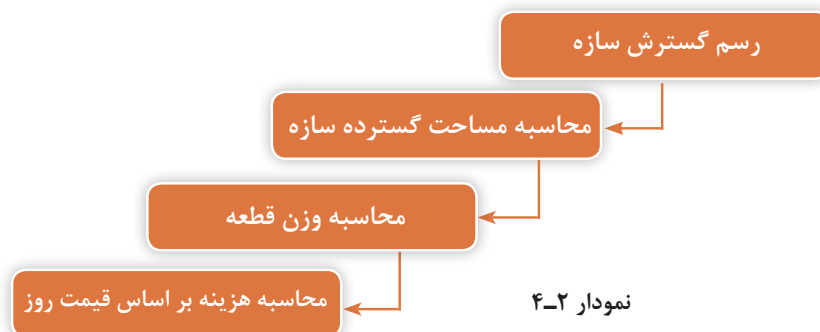 رسم گسترش سازه
محاسبه مساحت گسترده سازه
محاسبه وزن قطعه
محاسبه هزینه بر اساس قیمت روز
نمودار ۲ـ۴